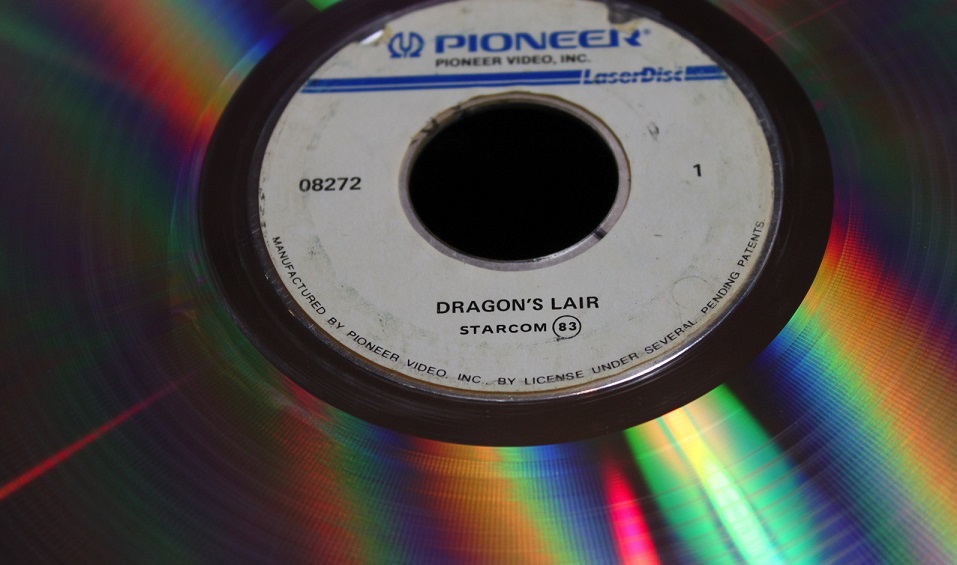 PIONEER®
PIONEER VIDEO, INC.
LaserDisc
08272
1
DRAGON'S LAIR
STARCOM 83
MANUFACTURED BY PIONEER VIDEO, INC., BY LICENSE UNDER SEVERAL PENDING PATENTS